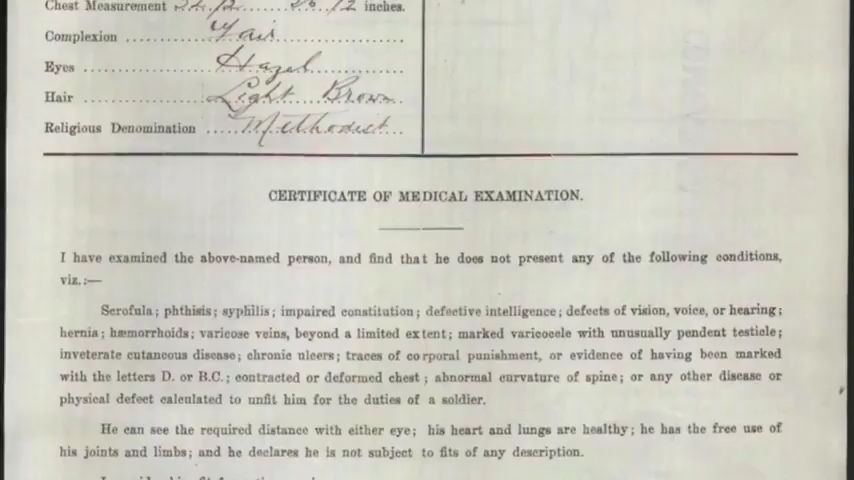 Chest Measurement inches.
Complexion ........ Fair ........
Eyes ........ Hazel ........
Hair ........ Light Brown
Religious Denomination ..... Methodist...
CERTIFICATE OF MEDICAL EXAMINATION.
I have examined the above-named person, and find that he does not present any of the following conditions,
viz.:—
Scrofula; phthisis; syphilis; impaired constitution; defective intelligence; defects of vision, voice, or hearing;
hernia; hæmorrhoids; varicose veins, beyond a limited extent; marked varicocele with unusually pendent testicle;
inveterate cutaneous disease; chronic ulcers; traces of corporal punishment, or evidence of having been marked
with the letters D. or B.C.; contracted or deformed chest; abnormal curvature of spine; or any other disease or
physical defect calculated to unfit him for the duties of a soldier.
He can see the required distance with either eye; his heart and lungs are healthy; he has the free use of
his joints and limbs; and he declares he is not subject to fits of any description.